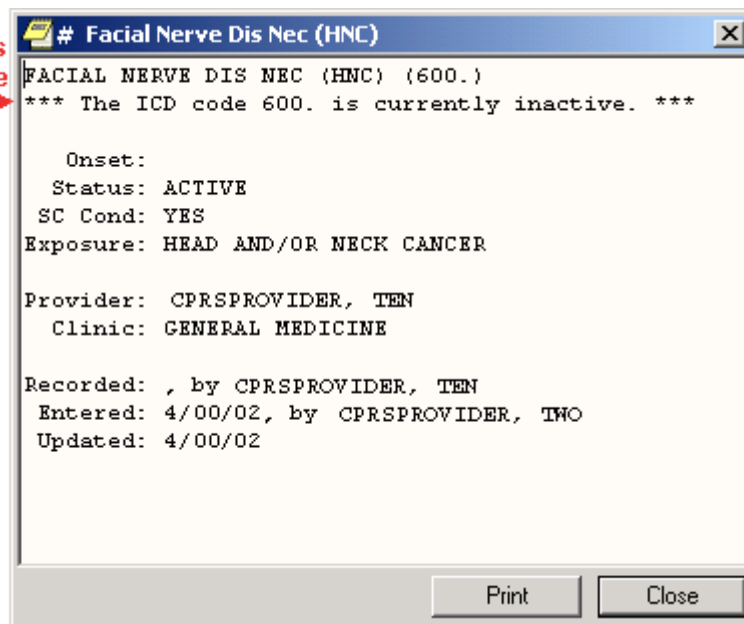 # Facial Nerve Dis Nec (HNC)
s
e
FACIAL NERVE DIS NEC (HNC) (600.)
*** The ICD code 600. is currently inactive. ***
Onset:
Status: ACTIVE
SC Cond: YES
Exposure: HEAD AND/OR NECK CANCER
Provider: CPRSPROVIDER, TEN
Clinic: GENERAL MEDICINE
Recorded: , by CPRSPROVIDER, TEN
Entered: 4/00/02, by CPRSPROVIDER, TWO
Updated: 4/00/02
Print Close